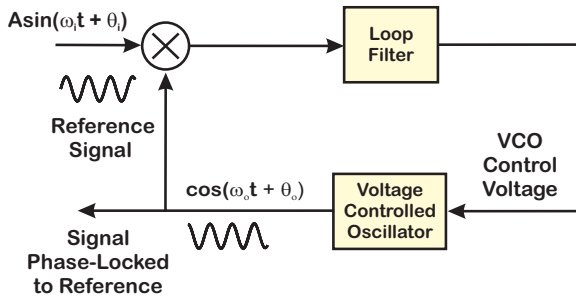 Asin(ωᵢt + θᵢ)
Loop
Filter
Reference
Signal
VCO
Control
Voltage
cos(ωₒt + θₒ)
Voltage
Controlled
Oscillator
Signal
Phase-Locked
to Reference